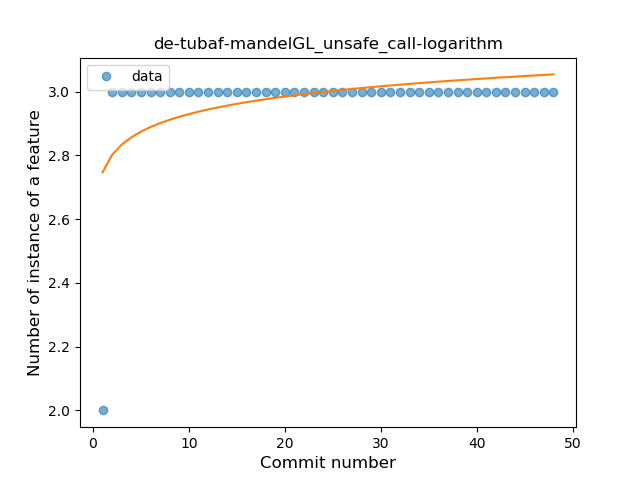 de-tubaf-mandelGL_unsafe_call-logarithm
data
3.0
2.8
2.6
2.4
2.2
2.0
Number of instance of a feature
0 10 20 30 40 50
Commit number